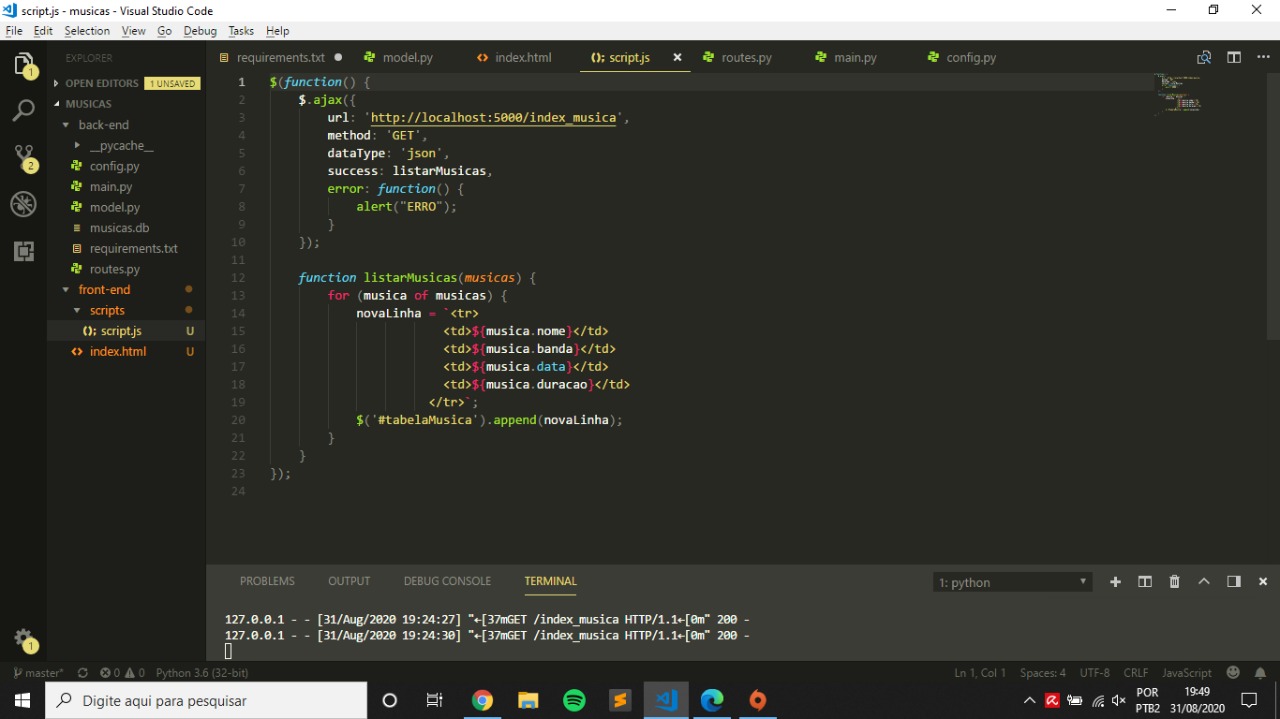 script.js - musicas - Visual Studio Code
File Edit Selection View Go Debug Tasks Help
EXPLORER
OPEN EDITORS 1 UNSAVED
MUSICAS
back-end
__pycache__
config.py
main.py
model.py
musicas.db
requirements.txt
routes.py
front-end
scripts
script.js U
index.html U
1
2
1
requirements.txt model.py index.html script.js routes.py main.py config.py
1 $(function() {
2 $.ajax({
3 url: 'http://localhost:5000/index_musica',
4 method: 'GET',
5 dataType: 'json',
6 success: listarMusicas,
7 error: function() {
8 alert("ERRO");
9 }
10 });
11
12 function listarMusicas(musicas) {
13 for (musica of musicas) {
14 novaLinha = `<tr>
15 <td>${musica.nome}</td>
16 <td>${musica.banda}</td>
17 <td>${musica.data}</td>
18 <td>${musica.duracao}</td>
19 </tr>`;
20 $('#tabelaMusica').append(novaLinha);
21 }
22 }
23 });
24
PROBLEMS OUTPUT DEBUG CONSOLE TERMINAL 1: python
127.0.0.1 - - [31/Aug/2020 19:24:27] "←[37mGET /index_musica HTTP/1.1←[0m" 200 -
127.0.0.1 - - [31/Aug/2020 19:24:30] "←[37mGET /index_musica HTTP/1.1←[0m" 200 -
master* 0 0 Python 3.6 (32-bit) Ln 1, Col 1 Spaces: 4 UTF-8 CRLF JavaScript
Digite aqui para pesquisar
POR
PTB2
19:49
31/08/2020